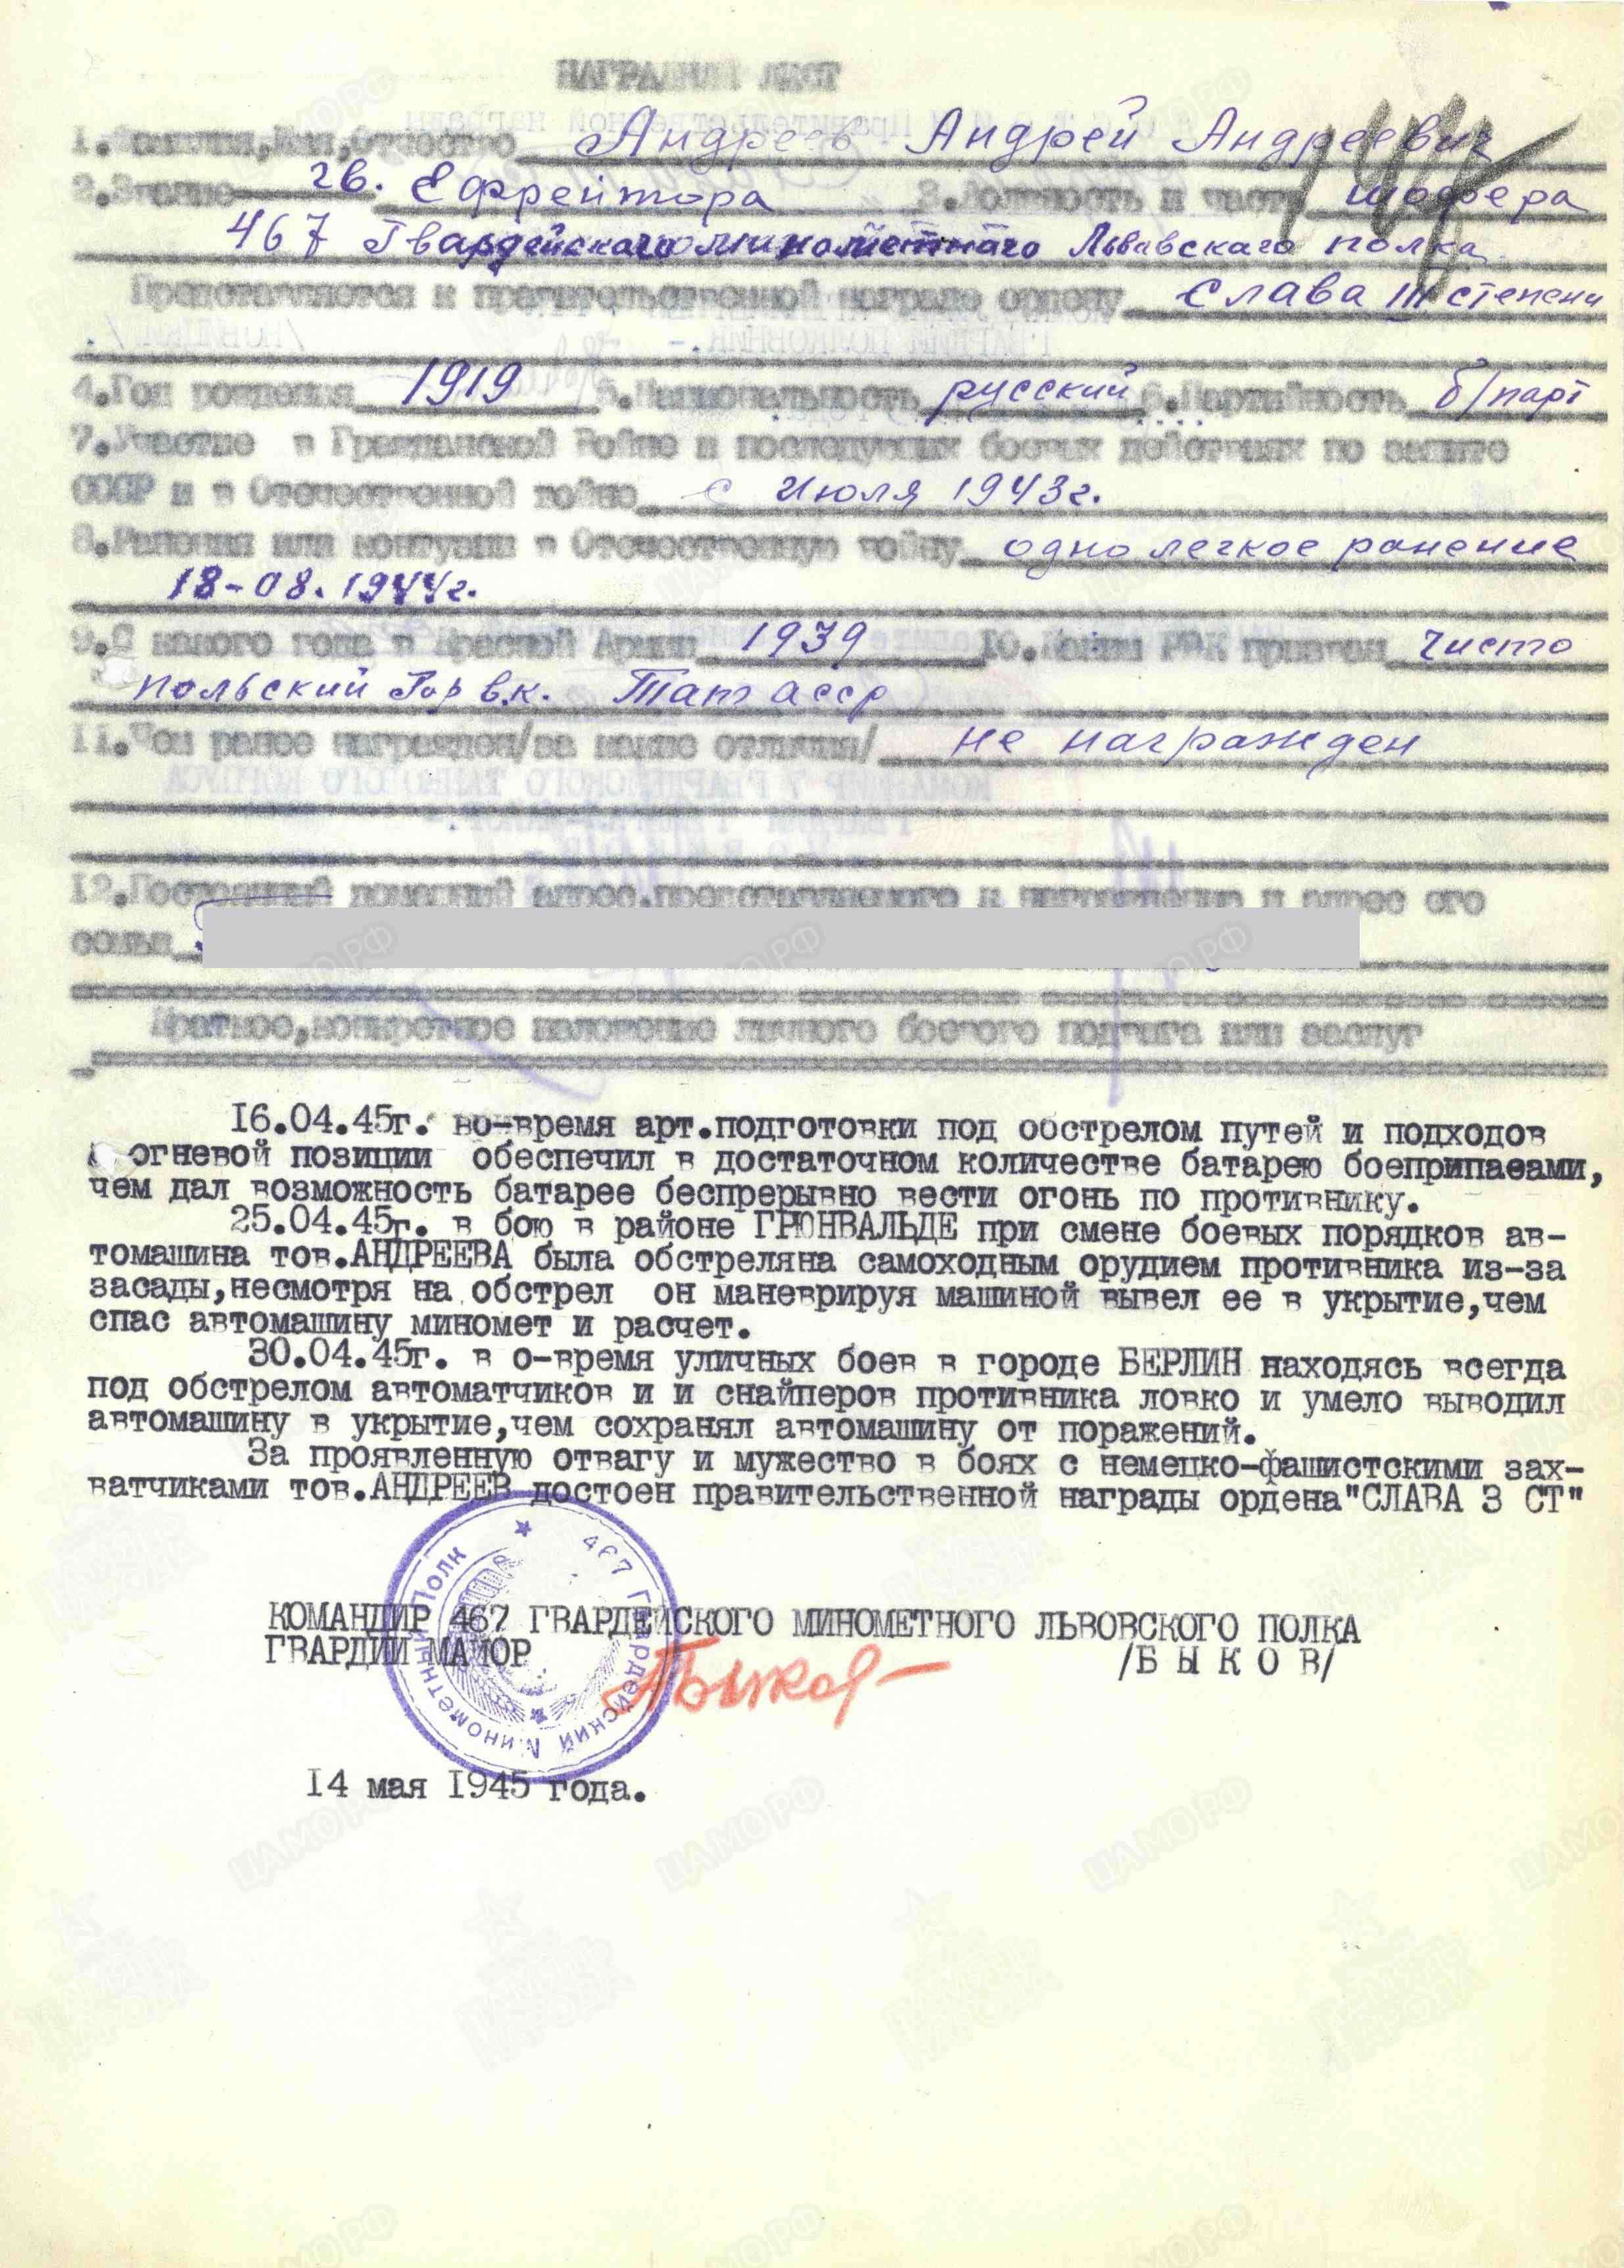 НАГРАДНОЙ ЛИСТ
1.Фамилия,Имя,Отчество Андреев Андрей Андреевич
2.Звание гв. Ефрейтора 3.Должность и часть шофера
467 Гвардейского минометного Львавскаго полка
Представляется к правительственной награде ордену Слава III степени
4.Год рождения 1919 5.Национальность русский 6.Партийность б/парт
7.Участие в Гражданской Войне и последующих боевых действиях по защите
СССР и в Отечественной войне с июля 1943г.
8.Ранения или контузии в Отечественную войну одно легкое ранение
18-08.1944г.
9.С какого года в Красной Армии 1939 10.Каким РВК призван Чисто
польский Гор в.к. Тат асср
11.Чем ранее награжден/за какие отличия/ не награжден
12.Постоянный домашний адрес,представляемого к награждению и адрес его
семьи
Краткое,конкретное изложение личного боевого подвига или заслуг
16.04.45г. во-время арт.подготовки под обстрелом путей и подходов
огневой позиции обеспечил в достаточном количестве батарею боеприпасами,
чем дал возможность батарее беспрерывно вести огонь по противнику.
25.04.45г. в бою в районе ГРЮНВАЛЬДЕ при смене боевых порядков ав-
томашина тов.АНДРЕЕВА была обстреляна самоходным орудием противника из-за
засады,несмотря на обстрел он маневрируя машиной вывел ее в укрытие,чем
спас автомашину миномет и расчет.
30.04.45г. в о-время уличных боев в городе БЕРЛИН находясь всегда
под обстрелом автоматчиков и и снайперов противника ловко и умело выводил
автомашину в укрытие,чем сохранял автомашину от поражений.
За проявленную отвагу и мужество в боях с немецко-фашистскими зах-
ватчиками тов.АНДРЕЕВ достоен правительственной награды ордена"СЛАВА 3 СТ"
467 Гвардейский Минометный Полк
КОМАНДИР 467 ГВАРДЕЙСКОГО МИНОМЕТНОГО ЛЬВОВСКОГО ПОЛКА
ГВАРДИИ МАЙОР Быков /Б Ы К О В/
14 мая 1945 года.